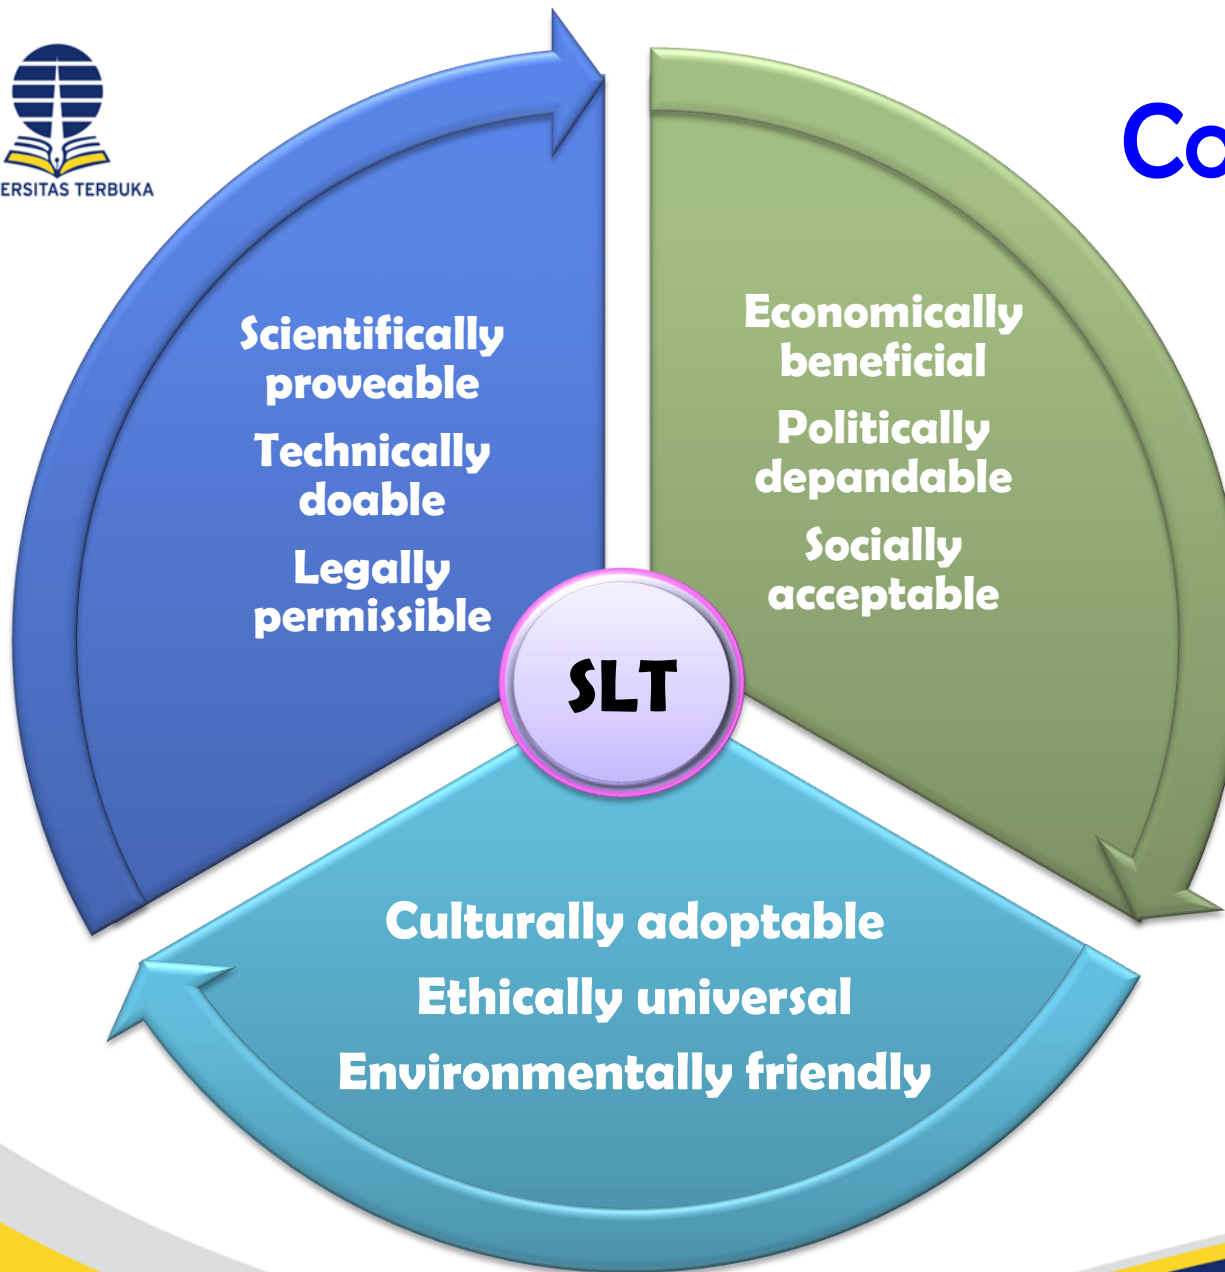 ERSITAS TERBUKA
Co
Scientifically
proveable
Technically
doable
Legally
permissible
Economically
beneficial
Politically
depandable
Socially
acceptable
SLT
Culturally adoptable
Ethically universal
Environmentally friendly